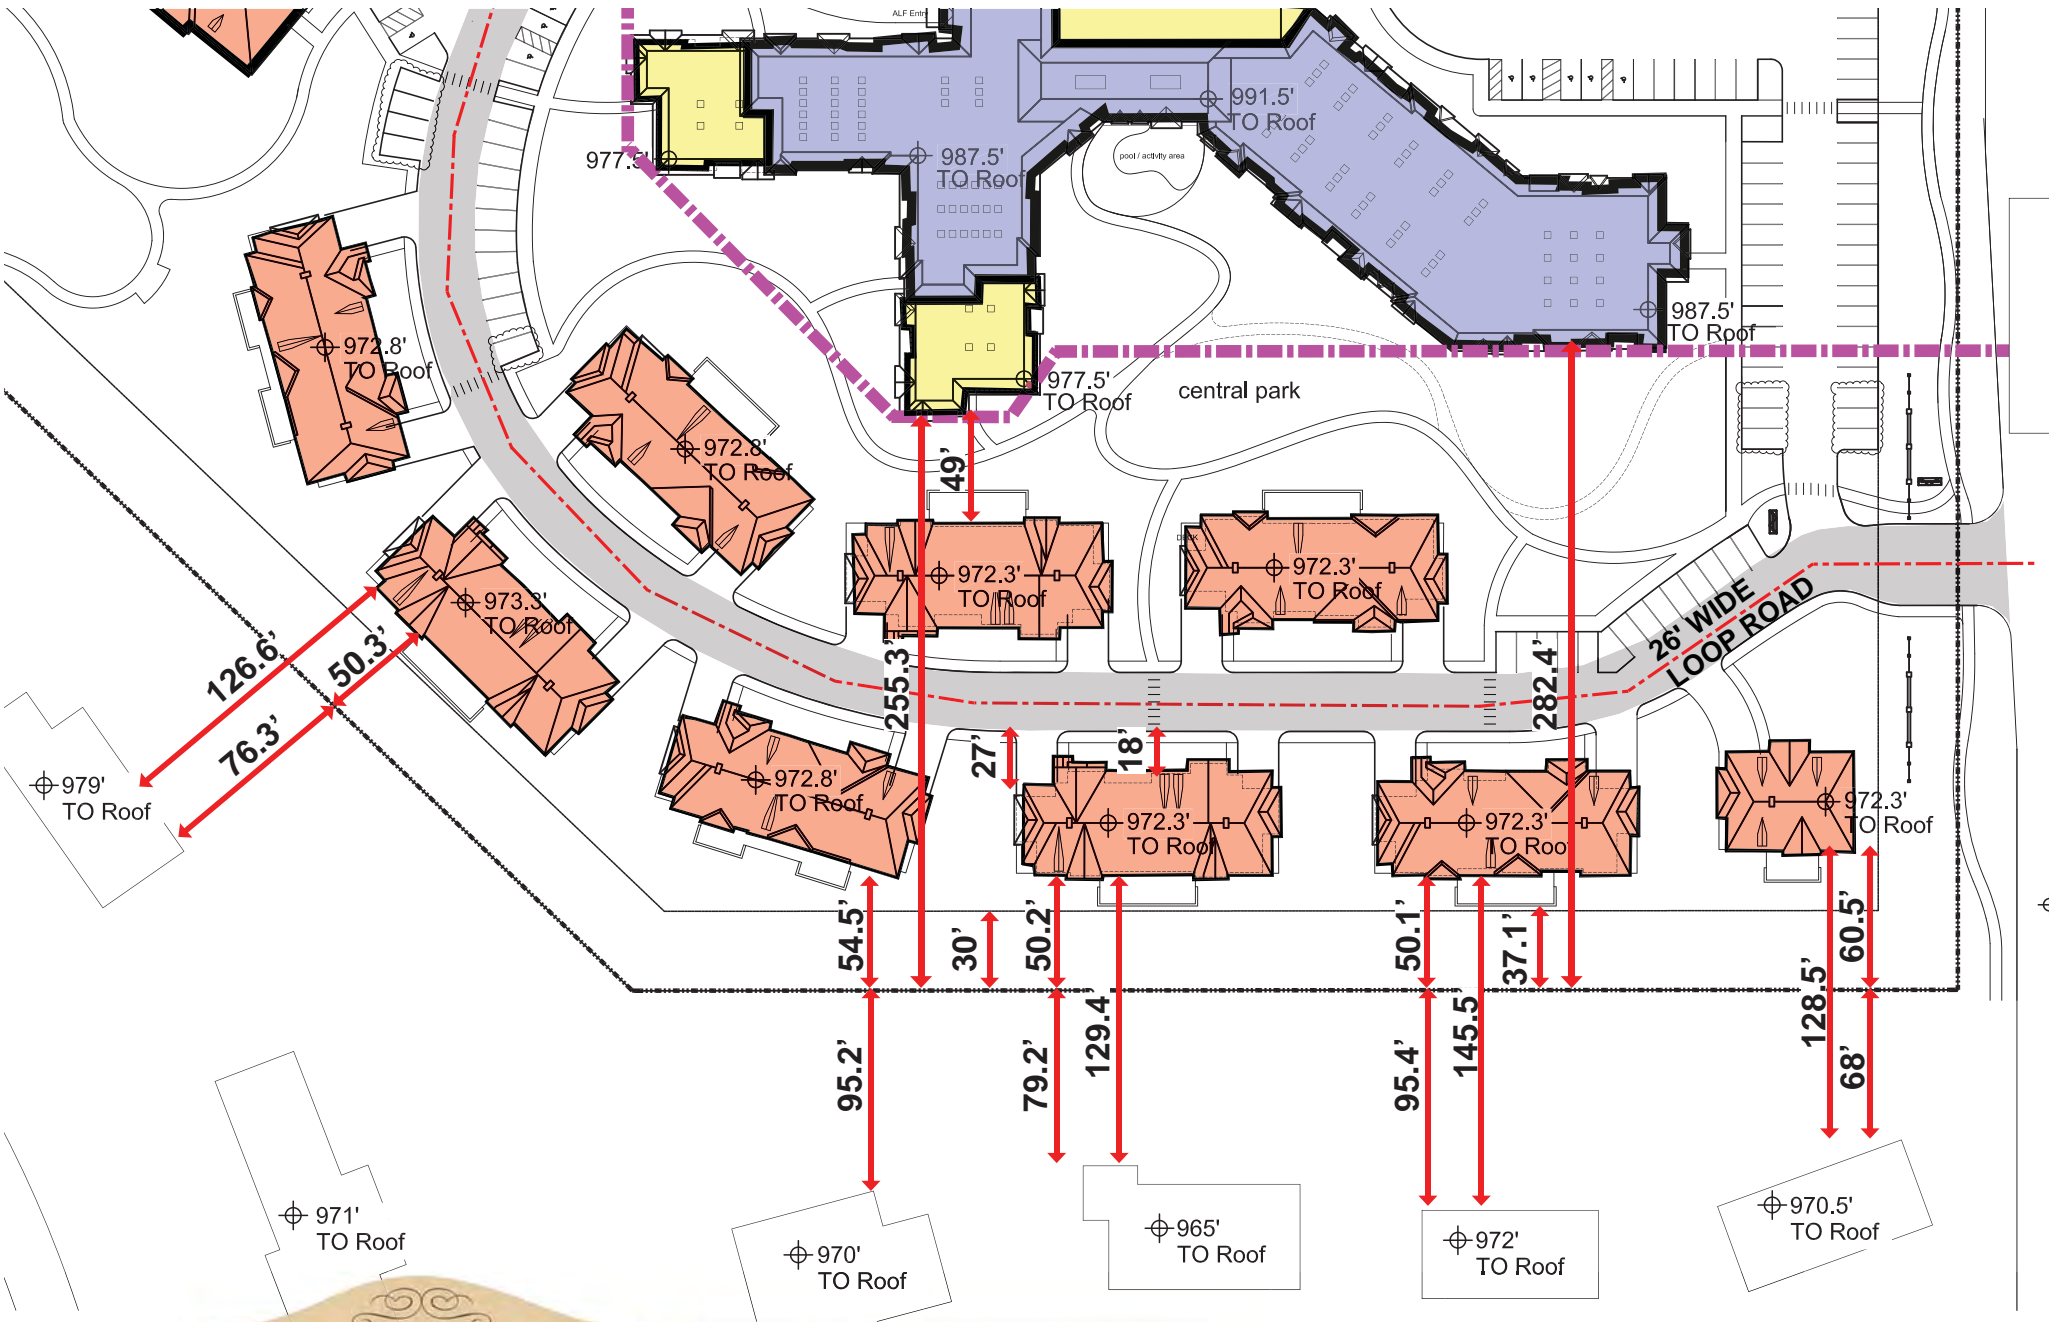 ALF Entry
991.5'
TO Roof
977.5'
987.5'
TO Roof
pool / activity area
987.5'
TO Roof
972.8'
TO Roof
977.5'
TO Roof
central park
972.8'
TO Roof
49'
972.3'
TO Roof
DECK
972.3'
TO Roof
973.3'
TO Roof
126.6'
50.3'
76.3'
255.3'
282.4'
26' WIDE
LOOP ROAD
979'
TO Roof
972.8'
TO Roof
27'
18'
972.3'
TO Roof
972.3'
TO Roof
972.3'
TO Roof
54.5'
30'
50.2'
129.4
50.1'
145.5'
37.1'
128.5'
60.5'
95.2'
79.2'
95.4'
68'
971'
TO Roof
970'
TO Roof
965'
TO Roof
972'
TO Roof
970.5'
TO Roof